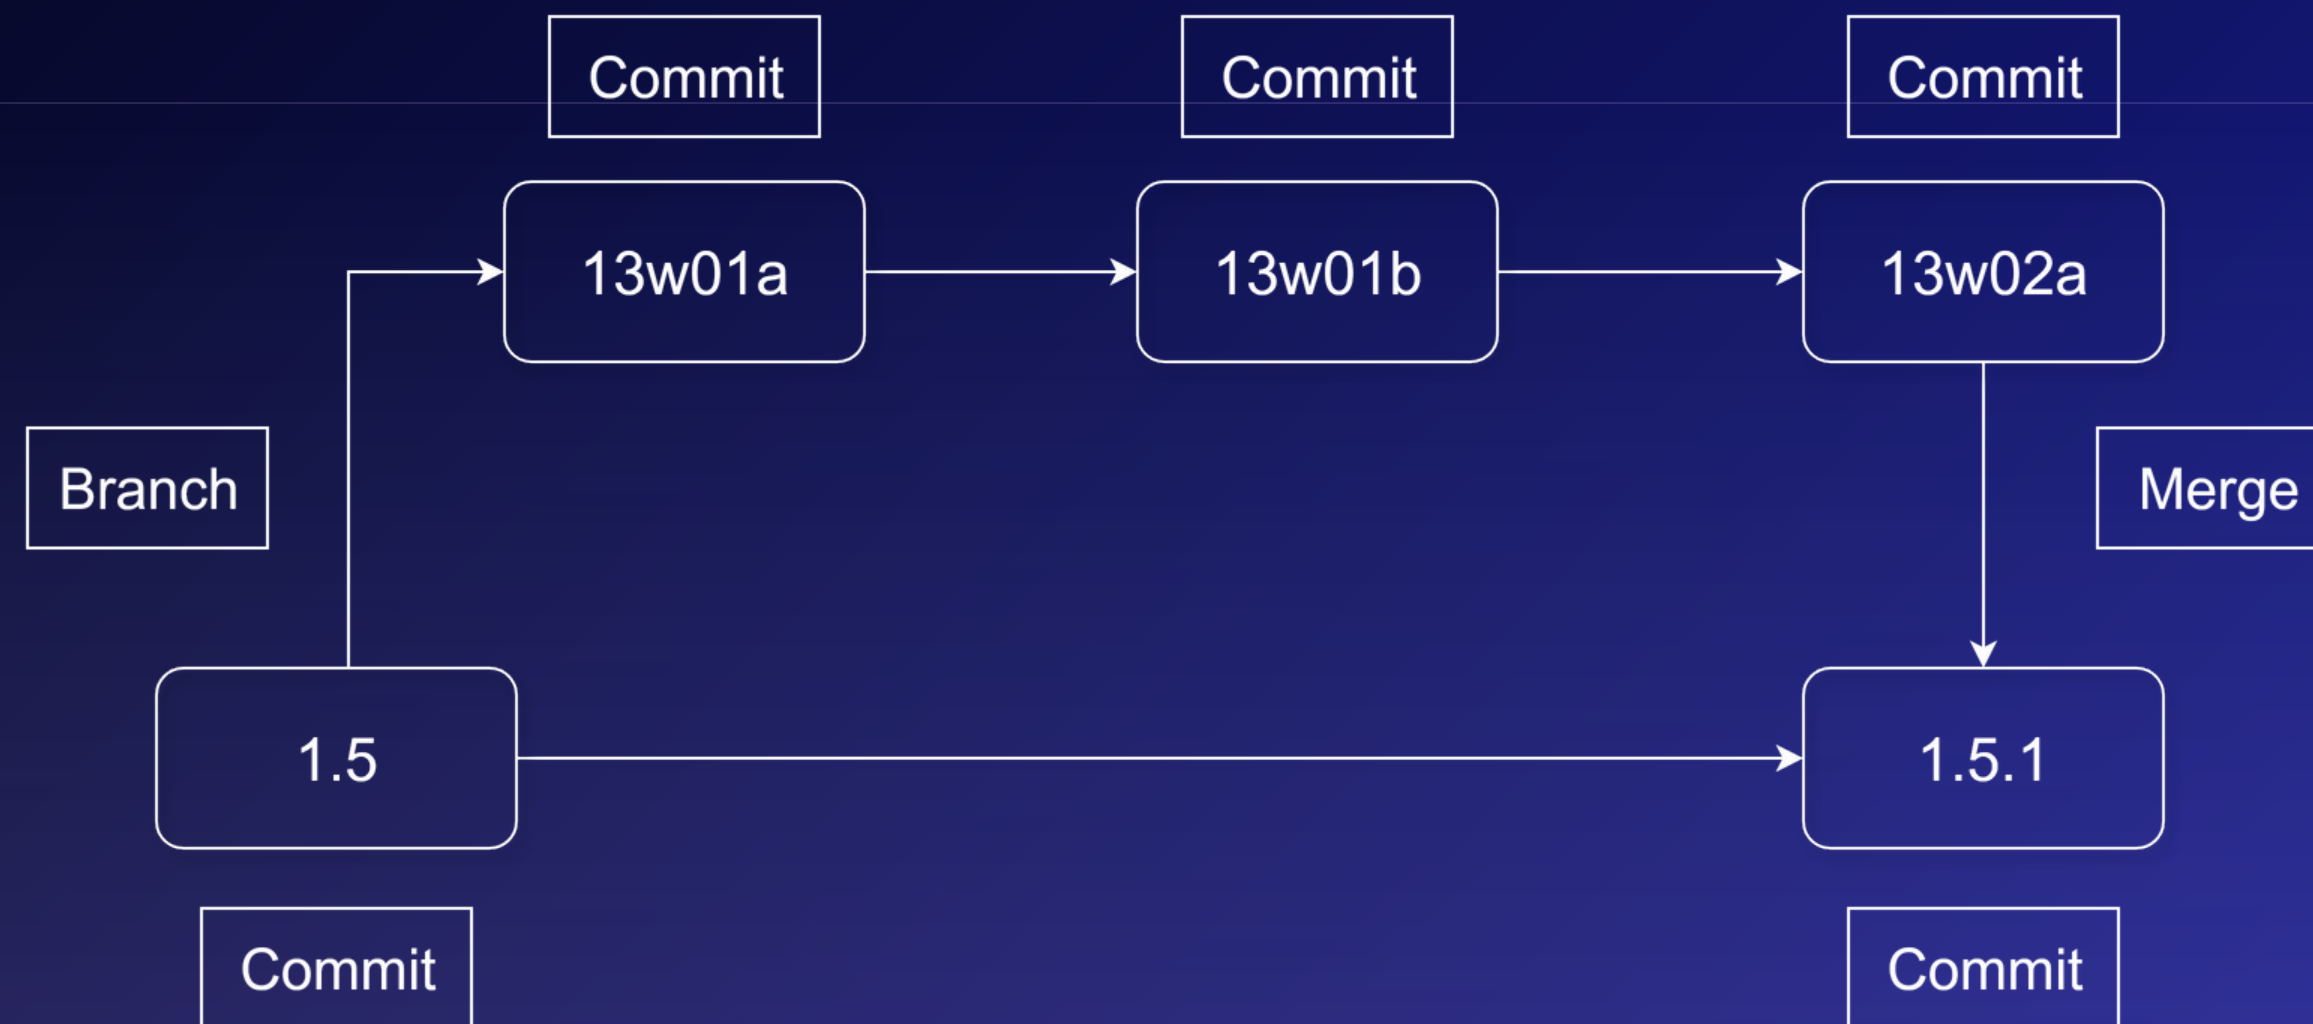 Commit
Commit
Commit
13w01a
13w01b
13w02a
Branch
Merge
1.5
1.5.1
Commit
Commit